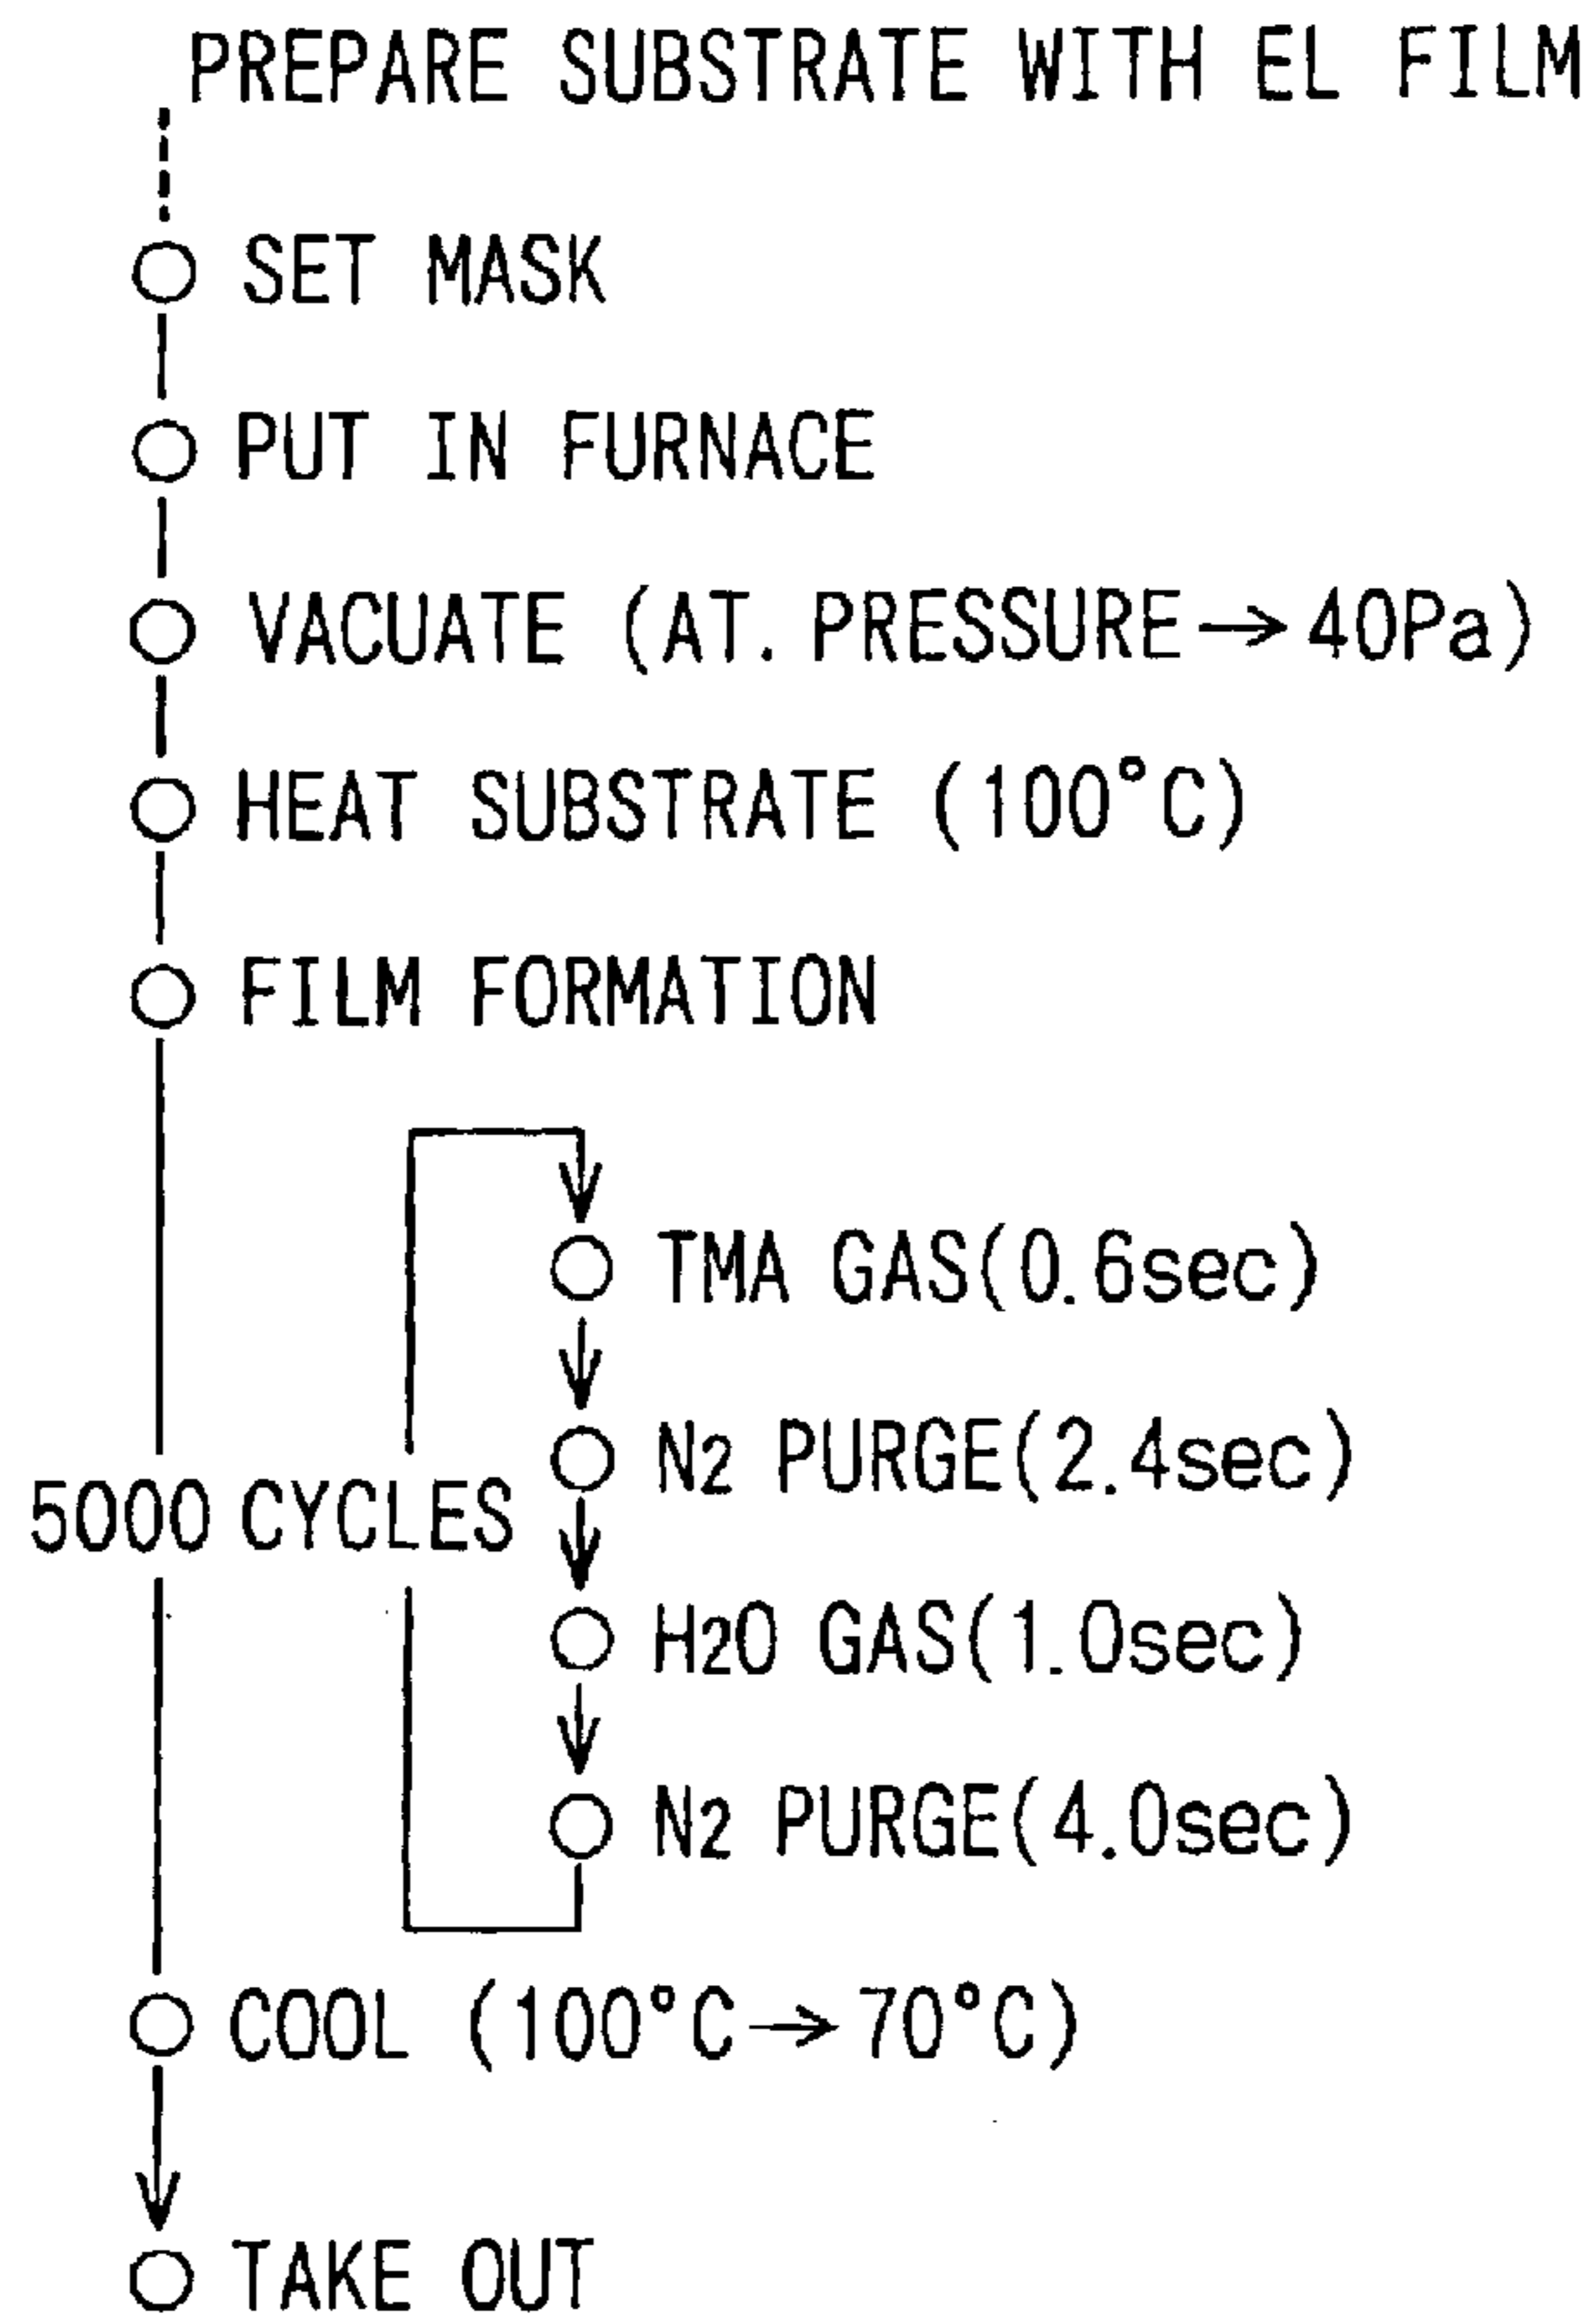 PREPARE SUBSTRATE WITH EL FILM
SET MASK
PUT IN FURNACE
VACUATE (AT. PRESSURE→40Pa)
HEAT SUBSTRATE (100°C)
FILM FORMATION
TMA GAS(0.6sec)
N2 PURGE(2.4sec)
5000 CYCLES
H2O GAS(1.0sec)
N2 PURGE(4.0sec)
COOL (100°C→70°C)
TAKE OUT